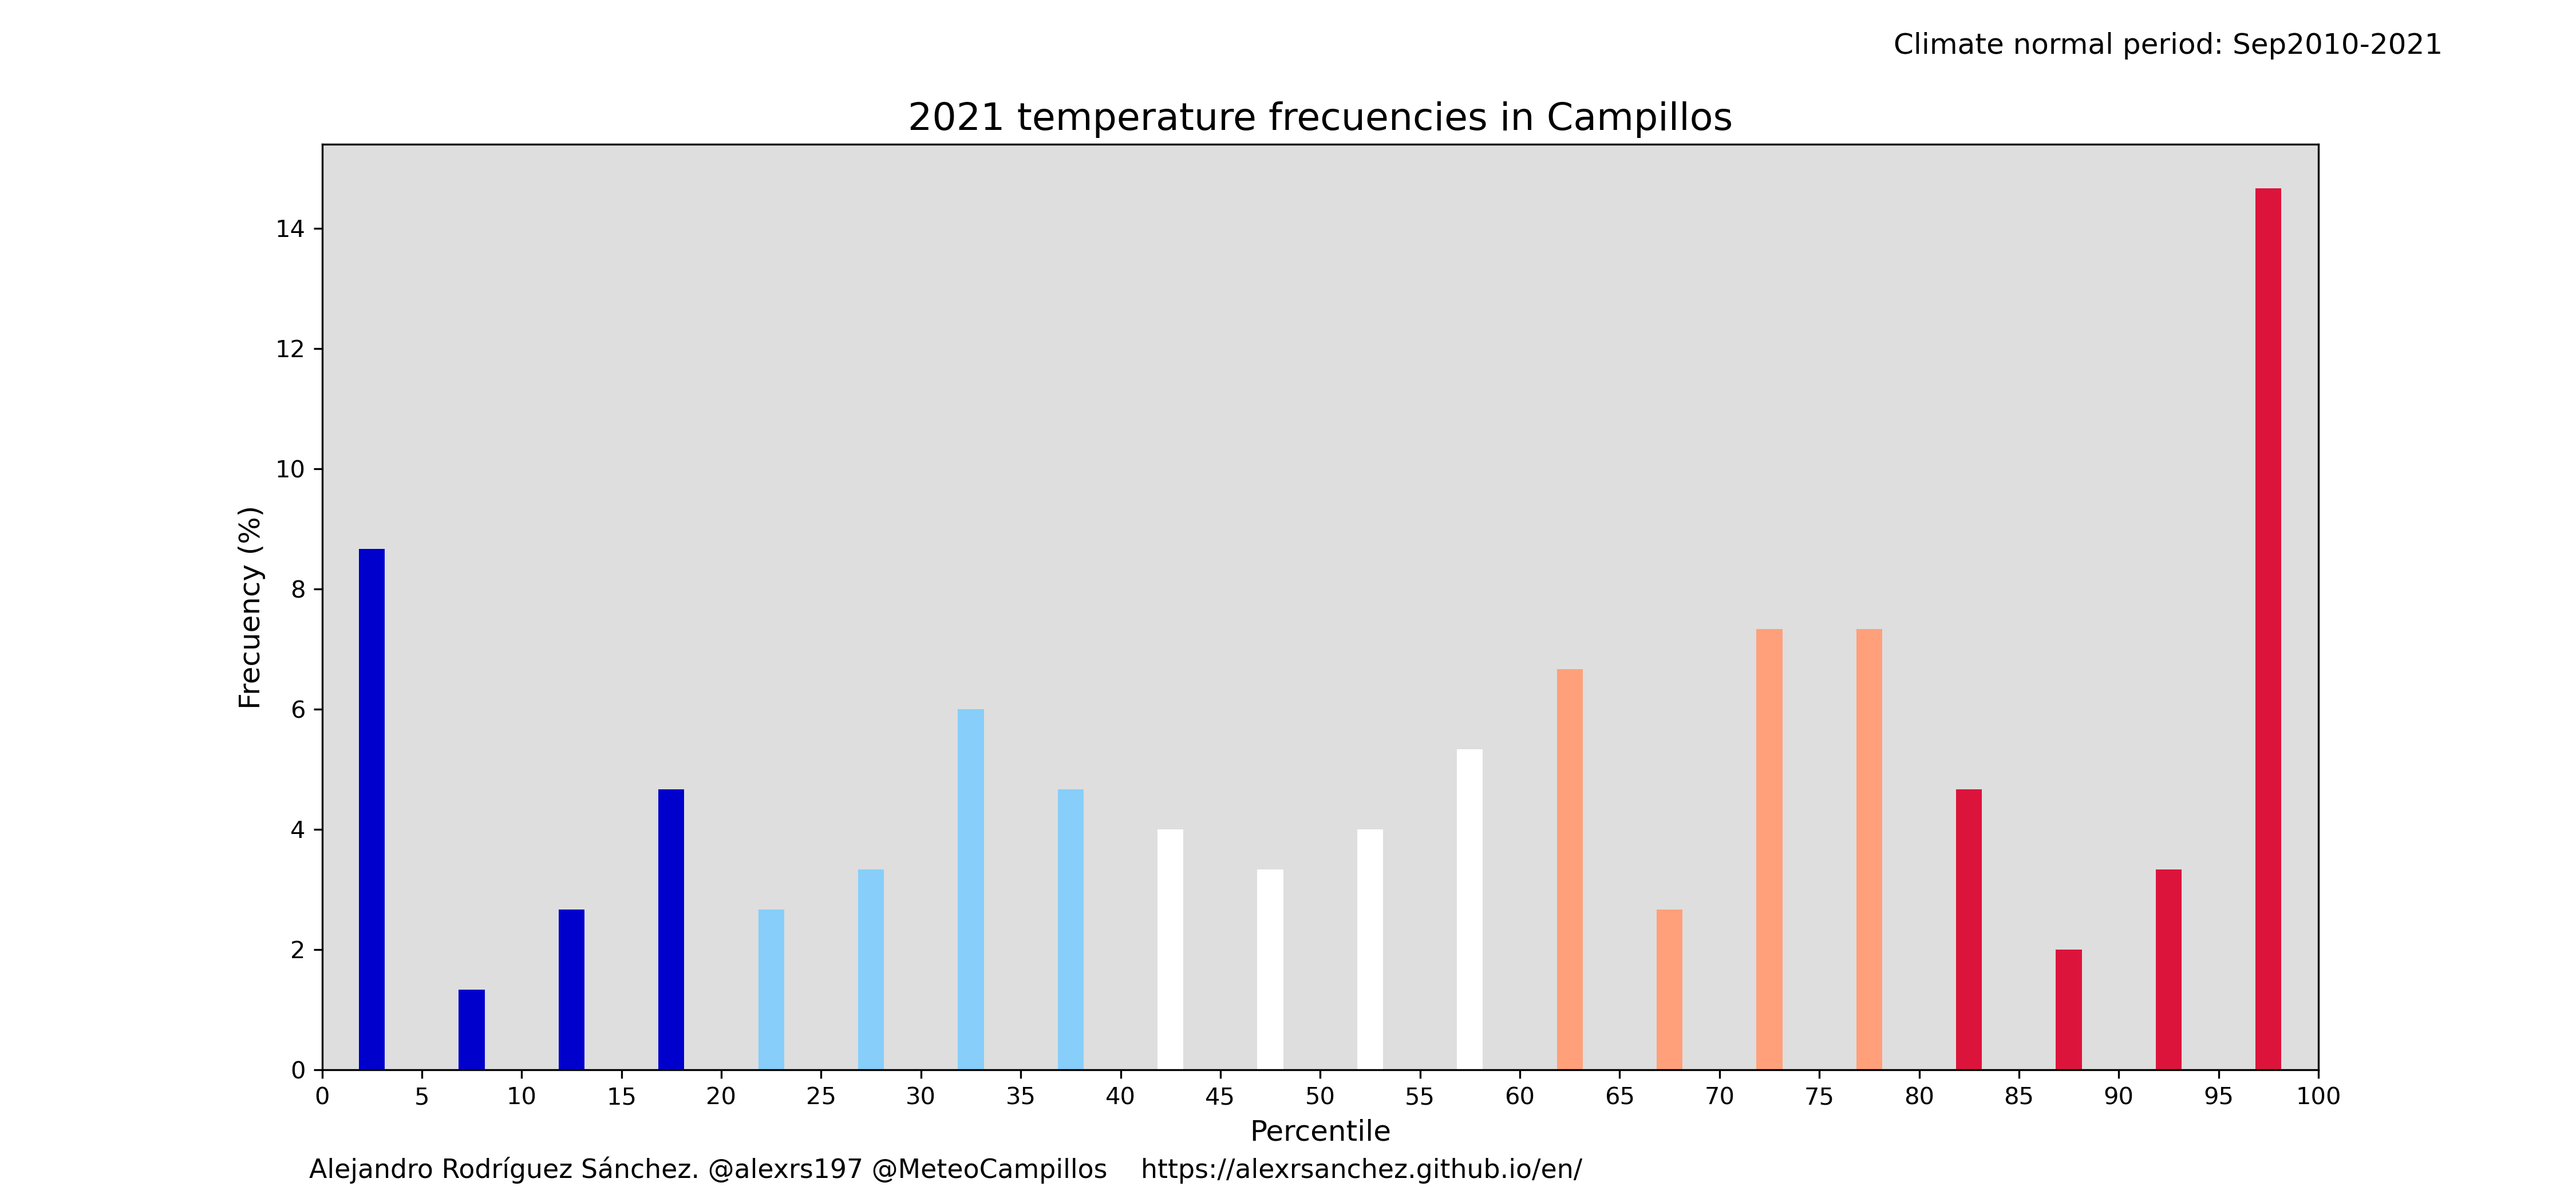 Climate normal period: Sep2010-2021
2021 temperature frecuencies in Campillos
Frecuency (%)
14
12
10
8
6
4
2
0
0 5 10 15 20 25 30 35 40 45 50 55 60 65 70 75 80 85 90 95 100
Percentile
Alejandro Rodríguez Sánchez. @alexrs197 @MeteoCampillos https://alexrsanchez.github.io/en/